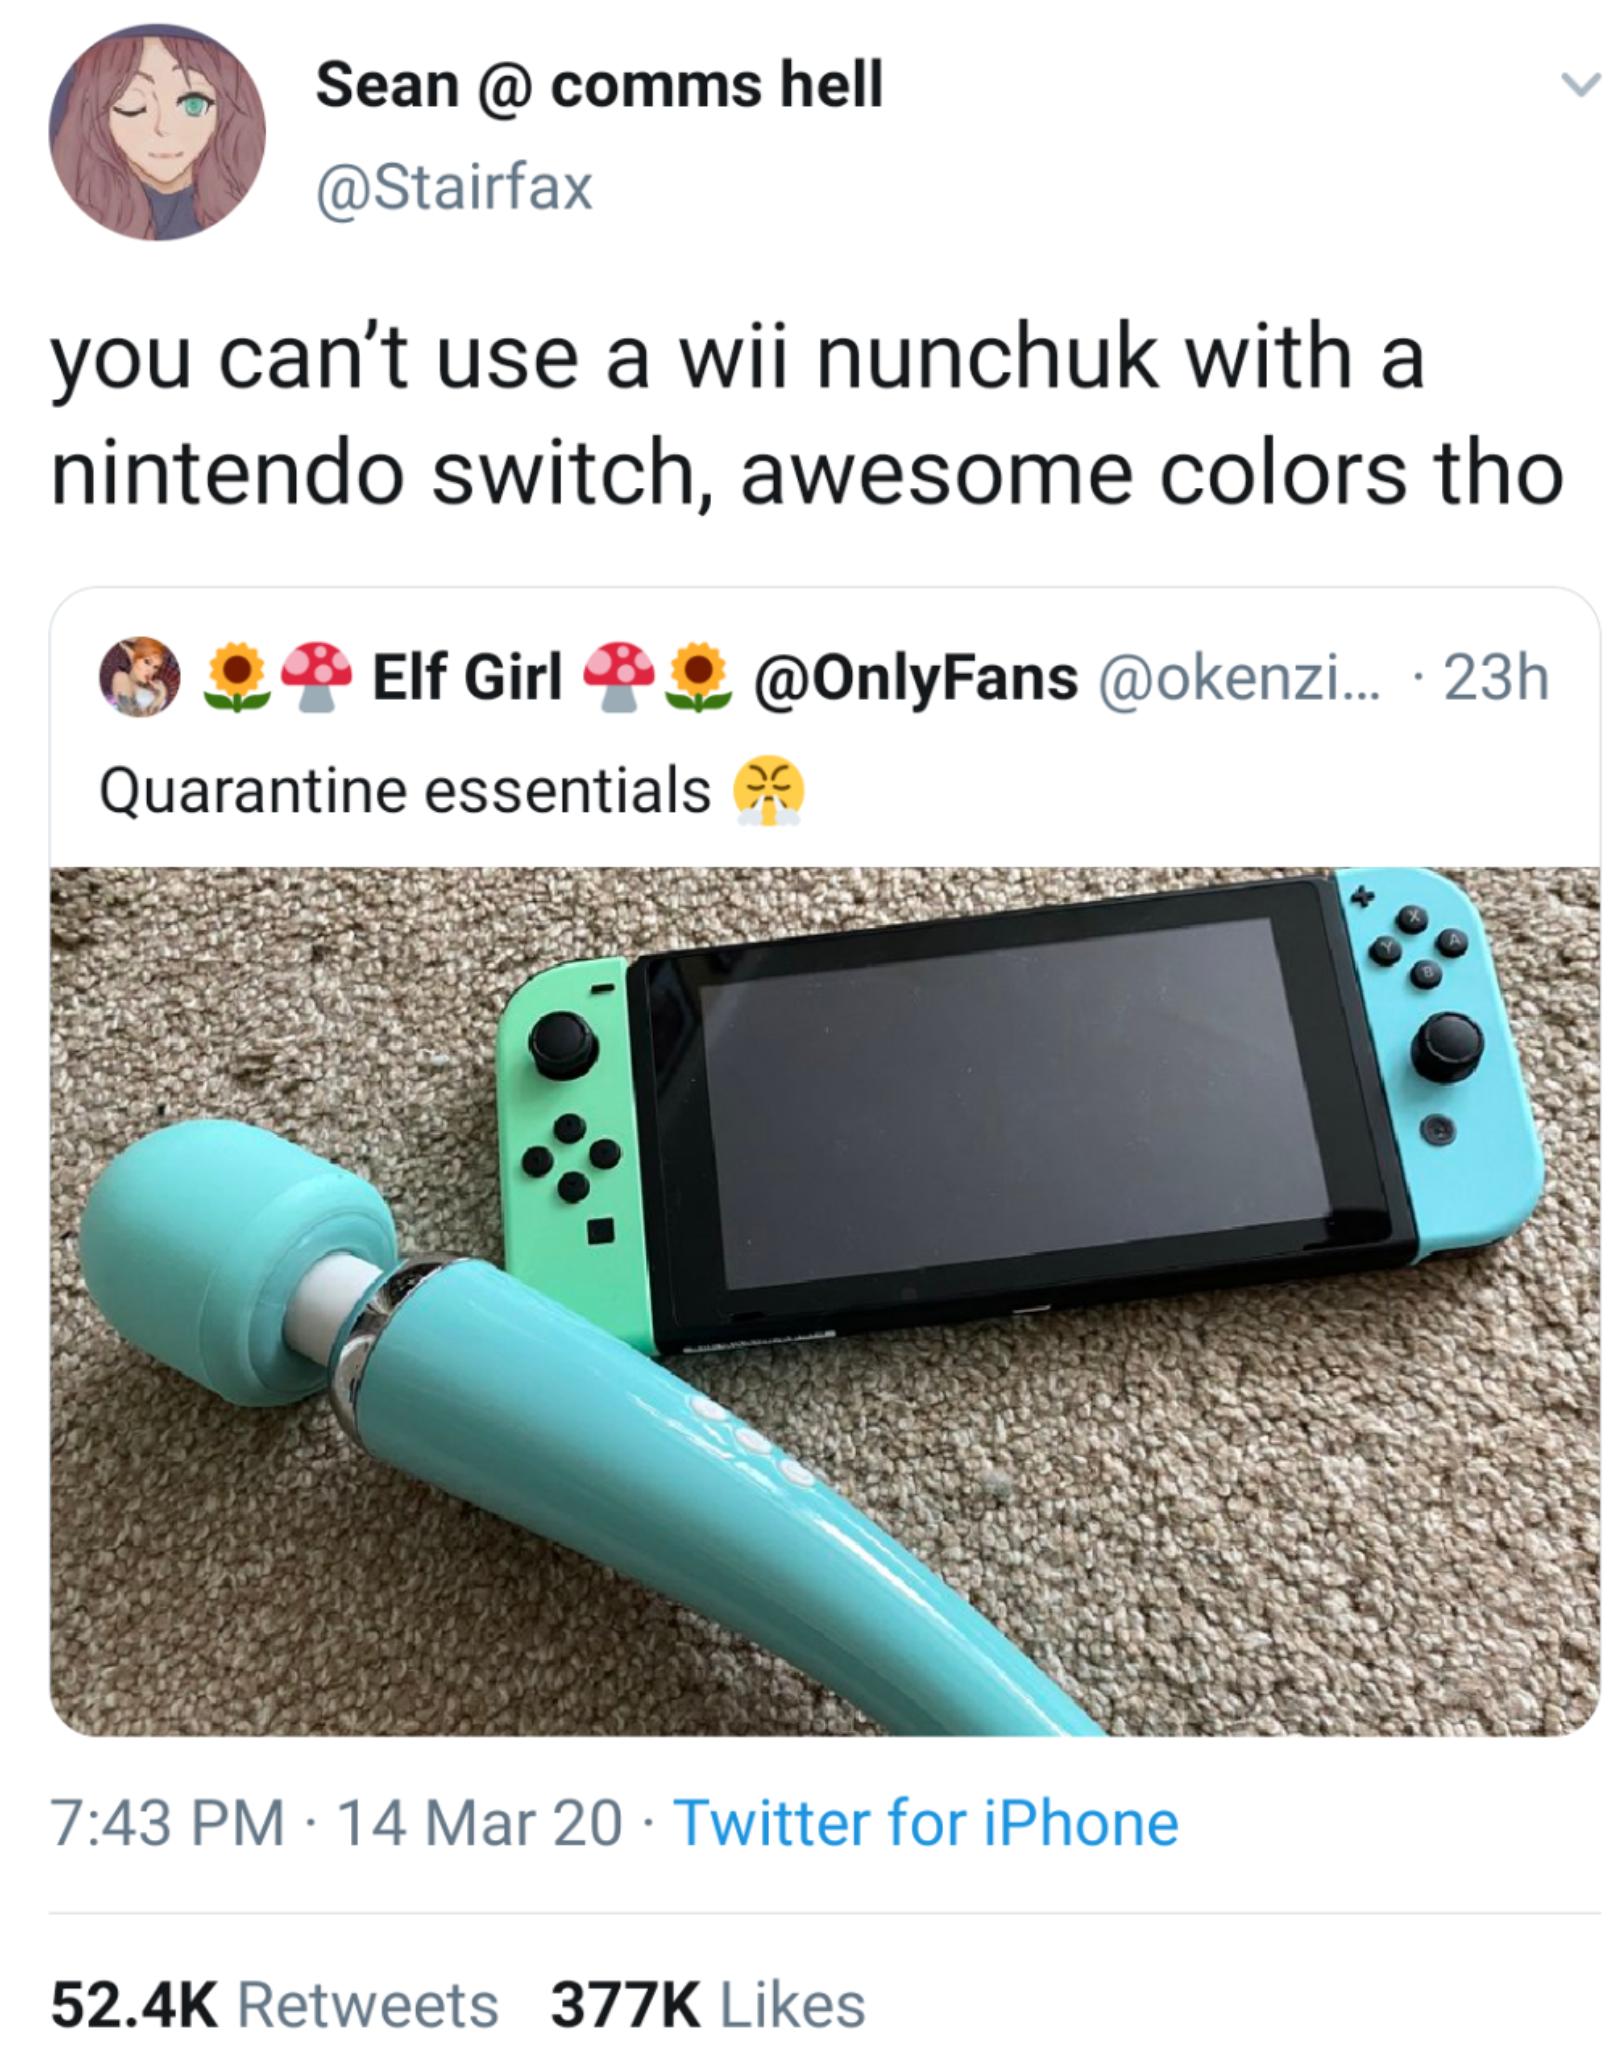 Sean @ comms hell
@Stairfax
you can’t use a wii nunchuk with a
nintendo switch, awesome colors tho
🌻🍄 Elf Girl 🍄🌻 @OnlyFans @okenzi… · 23h
Quarantine essentials 😤
X
Y A
B
7:43 PM · 14 Mar 20 · Twitter for iPhone
52.4K Retweets 377K Likes